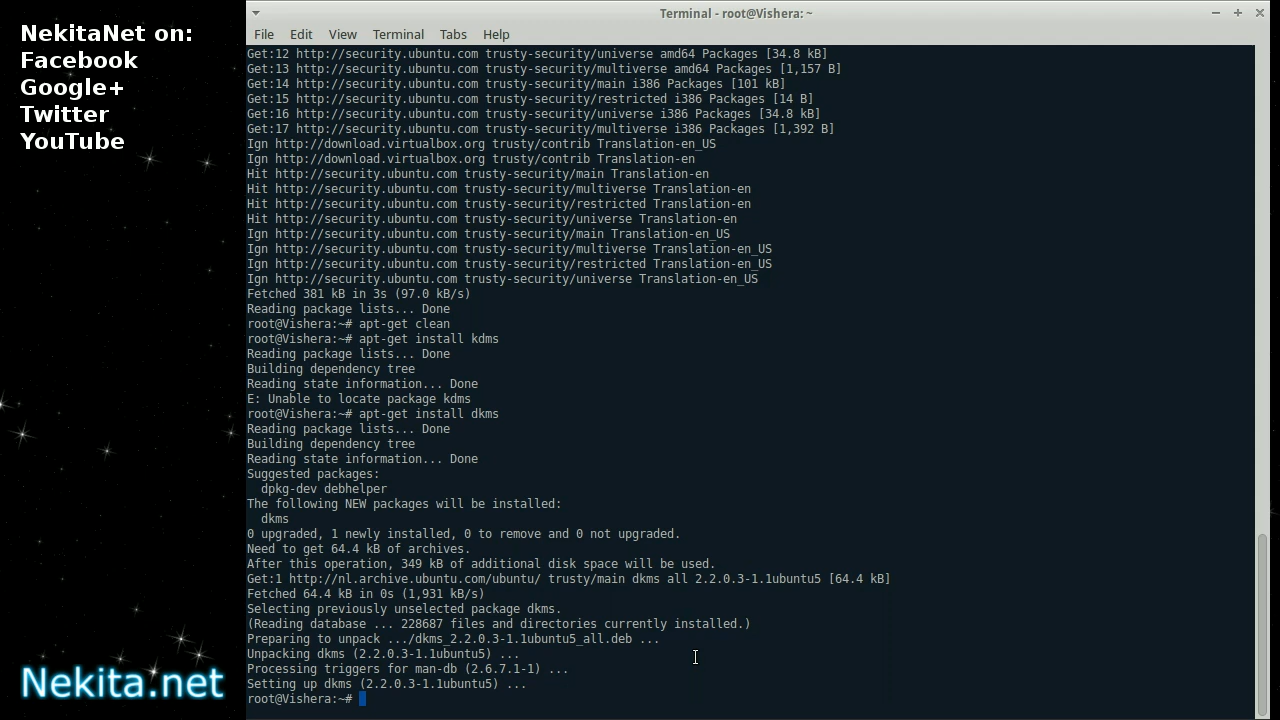 NekitaNet on:
Facebook
Google+
Twitter
YouTube
Nekita.net
Terminal - root@Vishera: ~
File Edit View Terminal Tabs Help
Get:12 http://security.ubuntu.com trusty-security/universe amd64 Packages [34.8 kB]
Get:13 http://security.ubuntu.com trusty-security/multiverse amd64 Packages [1,157 B]
Get:14 http://security.ubuntu.com trusty-security/main i386 Packages [101 kB]
Get:15 http://security.ubuntu.com trusty-security/restricted i386 Packages [14 B]
Get:16 http://security.ubuntu.com trusty-security/universe i386 Packages [34.8 kB]
Get:17 http://security.ubuntu.com trusty-security/multiverse i386 Packages [1,392 B]
Ign http://download.virtualbox.org trusty/contrib Translation-en_US
Ign http://download.virtualbox.org trusty/contrib Translation-en
Hit http://security.ubuntu.com trusty-security/main Translation-en
Hit http://security.ubuntu.com trusty-security/multiverse Translation-en
Hit http://security.ubuntu.com trusty-security/restricted Translation-en
Hit http://security.ubuntu.com trusty-security/universe Translation-en
Ign http://security.ubuntu.com trusty-security/main Translation-en_US
Ign http://security.ubuntu.com trusty-security/multiverse Translation-en_US
Ign http://security.ubuntu.com trusty-security/restricted Translation-en_US
Ign http://security.ubuntu.com trusty-security/universe Translation-en_US
Fetched 381 kB in 3s (97.0 kB/s)
Reading package lists... Done
root@Vishera:~# apt-get clean
root@Vishera:~# apt-get install kdms
Reading package lists... Done
Building dependency tree
Reading state information... Done
E: Unable to locate package kdms
root@Vishera:~# apt-get install dkms
Reading package lists... Done
Building dependency tree
Reading state information... Done
Suggested packages:
dpkg-dev debhelper
The following NEW packages will be installed:
dkms
0 upgraded, 1 newly installed, 0 to remove and 0 not upgraded.
Need to get 64.4 kB of archives.
After this operation, 349 kB of additional disk space will be used.
Get:1 http://nl.archive.ubuntu.com/ubuntu/ trusty/main dkms all 2.2.0.3-1.1ubuntu5 [64.4 kB]
Fetched 64.4 kB in 0s (1,931 kB/s)
Selecting previously unselected package dkms.
(Reading database ... 228687 files and directories currently installed.)
Preparing to unpack .../dkms_2.2.0.3-1.1ubuntu5_all.deb ...
Unpacking dkms (2.2.0.3-1.1ubuntu5) ...
Processing triggers for man-db (2.6.7.1-1) ...
Setting up dkms (2.2.0.3-1.1ubuntu5) ...
root@Vishera:~#